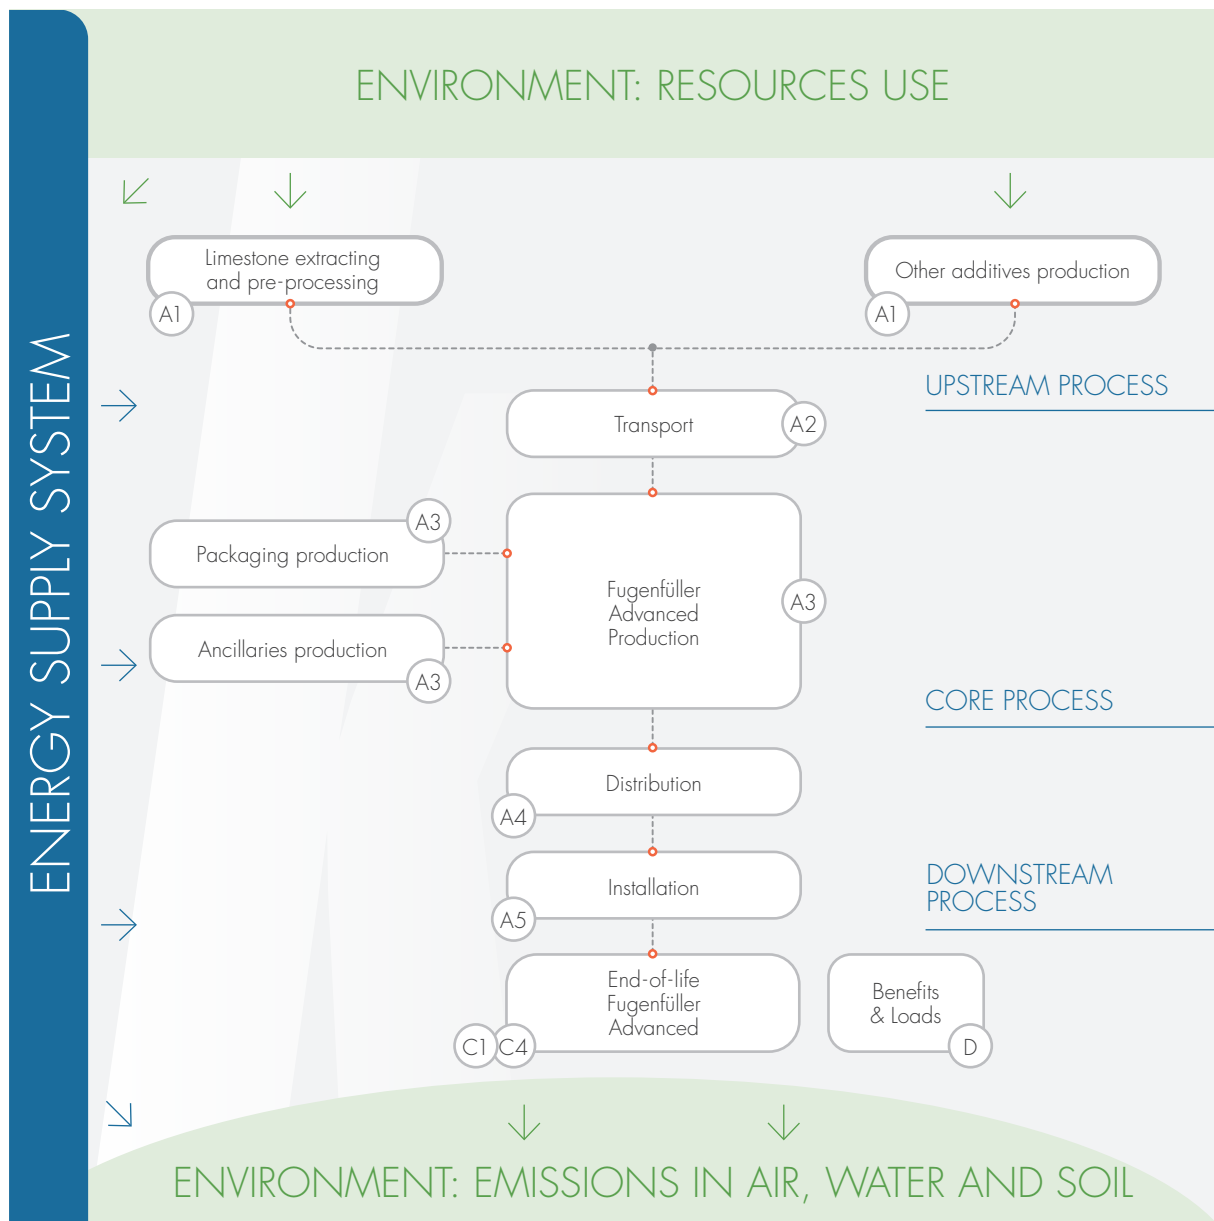 ENVIRONMENT: RESOURCES USE
ENERGY SUPPLY SYSTEM
Limestone extracting
and pre-processing
A1
Other additives production
A1
UPSTREAM PROCESS
Transport
A2
Packaging production
A3
Ancillaries production
A3
Fugenfüller
Advanced
Production
A3
CORE PROCESS
Distribution
A4
Installation
A5
DOWNSTREAM
PROCESS
End-of-life
Fugenfüller
Advanced
C1
C4
Benefits
& Loads
D
ENVIRONMENT: EMISSIONS IN AIR, WATER AND SOIL